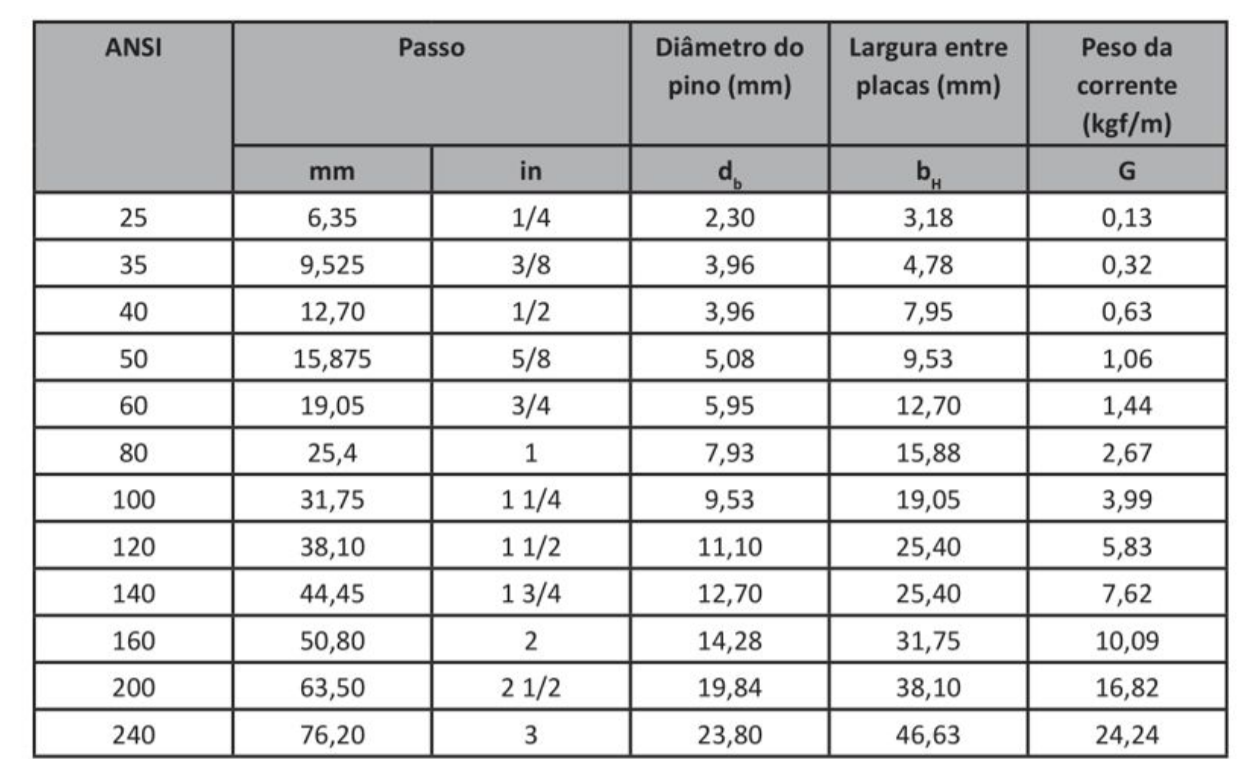 ANSI Passo Diâmetro do pino (mm) Largura entre placas (mm) Peso da corrente (kgf/m)
mm in d_b b_H G
25 6,35 1/4 2,30 3,18 0,13
35 9,525 3/8 3,96 4,78 0,32
40 12,70 1/2 3,96 7,95 0,63
50 15,875 5/8 5,08 9,53 1,06
60 19,05 3/4 5,95 12,70 1,44
80 25,4 1 7,93 15,88 2,67
100 31,75 1 1/4 9,53 19,05 3,99
120 38,10 1 1/2 11,10 25,40 5,83
140 44,45 1 3/4 12,70 25,40 7,62
160 50,80 2 14,28 31,75 10,09
200 63,50 2 1/2 19,84 38,10 16,82
240 76,20 3 23,80 46,63 24,24